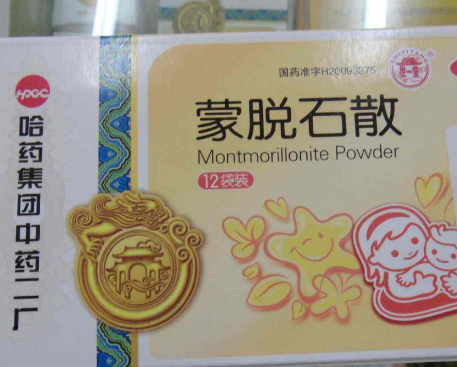 HPGC
哈药集团中药二厂
国药准字H20093675
蒙脱石散
Montmorillonite Powder
12袋装